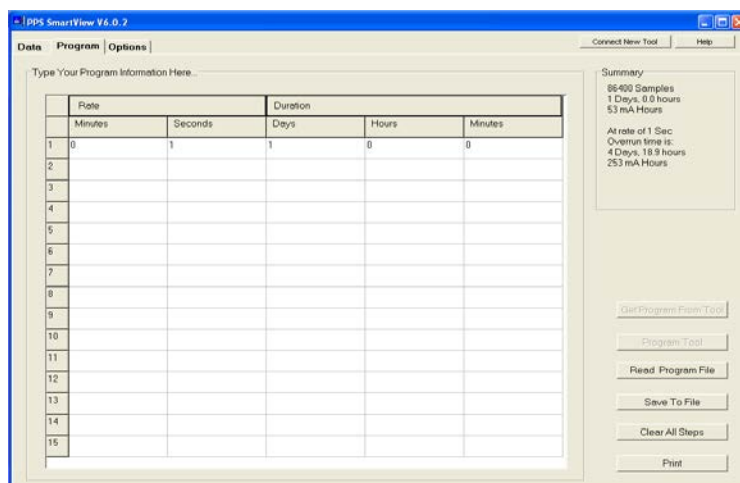 PPS SmartView V6.0.2
Data Program Options
Connect New Tool Help
Type Your Program Information Here...
Rate Duration
Minutes Seconds Days Hours Minutes
1 0 1 1 0 0
2
3
4
5
6
7
8
9
10
11
12
13
14
15
Summary
86400 Samples
1 Days, 0.0 hours
53 mA Hours
At rate of 1 Sec
Overrun time is:
4 Days, 18.9 hours
253 mA Hours
Get Program From Tool
Program Tool
Read Program File
Save To File
Clear All Steps
Print